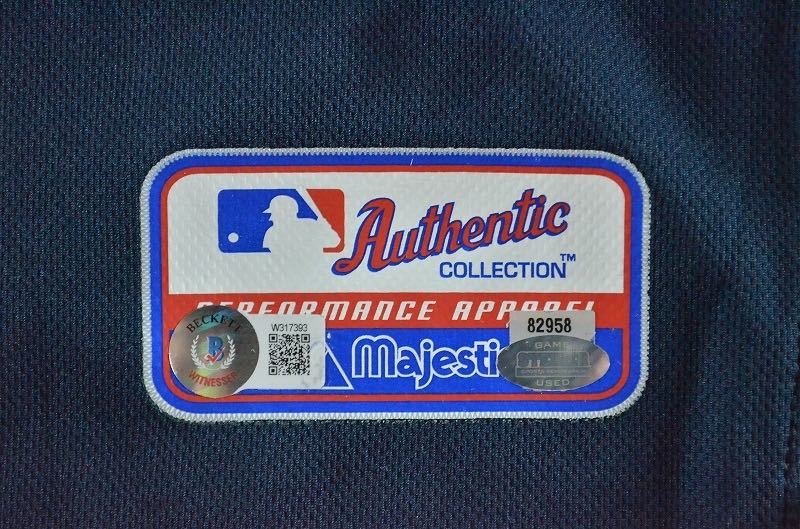 Authentic
COLLECTION™
PERFORMANCE APPAREL
BECKETT
WITNESSED
W317393
Majestic
82958
GAME
USED